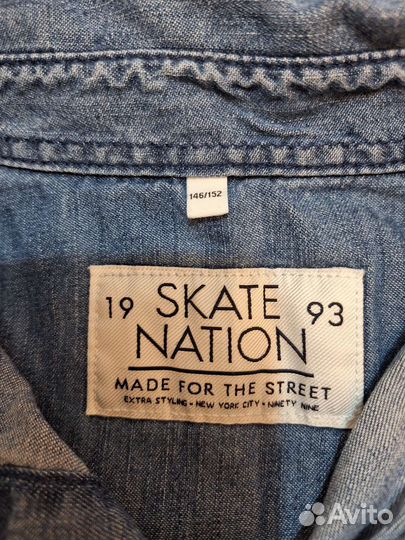 146/152
19 SKATE 93
NATION
MADE FOR THE STREET
EXTRA STYLING • NEW YORK CITY • NINETY NINE
Avito